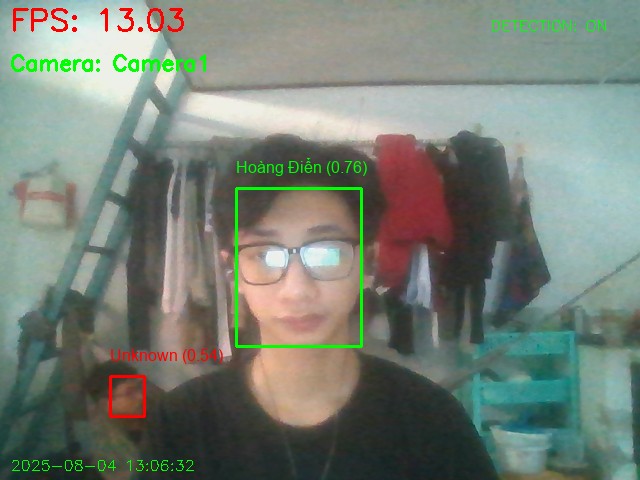 FPS: 13.03
DETECTION: ON
Camera: Camera1
Hoàng Điển (0.76)
Unknown (0.54)
2025-08-04 13:06:32